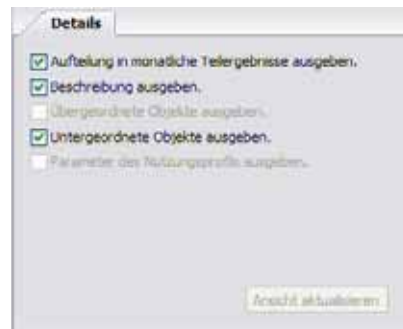 Details
Aufteilung in monatliche Teilergebnisse ausgeben.
Beschreibung ausgeben.
Übergeordnete Objekte ausgeben.
Untergeordnete Objekte ausgeben.
Parameter des Nutzungsprofils ausgeben.
Ansicht aktualisieren